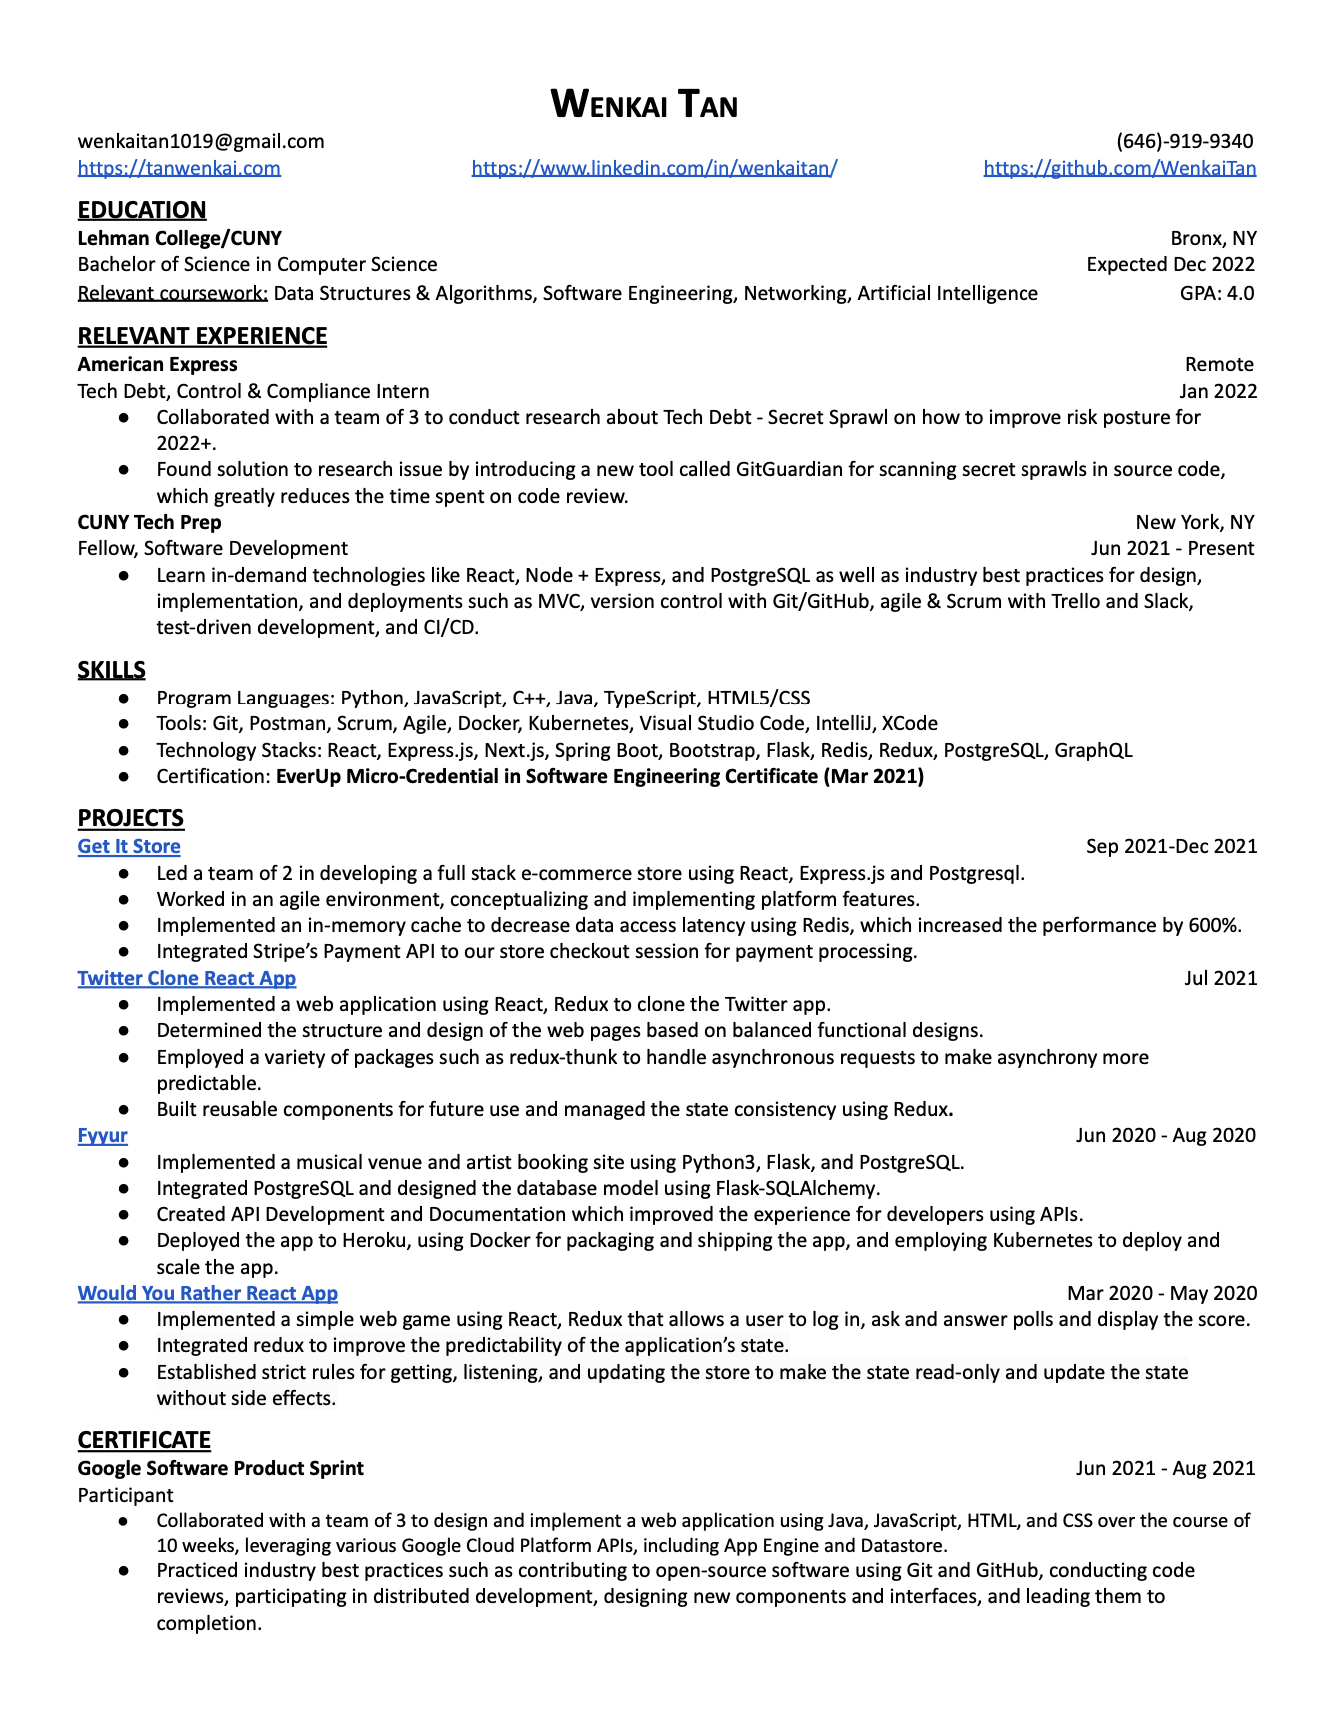 WENKAI TAN
wenkaitan1019@gmail.com (646)-919-9340
https://tanwenkai.com https://www.linkedin.com/in/wenkaitan/ https://github.com/WenkaiTan
EDUCATION
Lehman College/CUNY Bronx, NY
Bachelor of Science in Computer Science Expected Dec 2022
Relevant coursework: Data Structures & Algorithms, Software Engineering, Networking, Artificial Intelligence GPA: 4.0
RELEVANT EXPERIENCE
American Express Remote
Tech Debt, Control & Compliance Intern Jan 2022
● Collaborated with a team of 3 to conduct research about Tech Debt - Secret Sprawl on how to improve risk posture for
2022+.
● Found solution to research issue by introducing a new tool called GitGuardian for scanning secret sprawls in source code,
which greatly reduces the time spent on code review.
CUNY Tech Prep New York, NY
Fellow, Software Development Jun 2021 - Present
● Learn in-demand technologies like React, Node + Express, and PostgreSQL as well as industry best practices for design,
implementation, and deployments such as MVC, version control with Git/GitHub, agile & Scrum with Trello and Slack,
test-driven development, and CI/CD.
SKILLS
● Program Languages: Python, JavaScript, C++, Java, TypeScript, HTML5/CSS
● Tools: Git, Postman, Scrum, Agile, Docker, Kubernetes, Visual Studio Code, IntelliJ, XCode
● Technology Stacks: React, Express.js, Next.js, Spring Boot, Bootstrap, Flask, Redis, Redux, PostgreSQL, GraphQL
● Certification: EverUp Micro-Credential in Software Engineering Certificate (Mar 2021)
PROJECTS
Get It Store Sep 2021-Dec 2021
● Led a team of 2 in developing a full stack e-commerce store using React, Express.js and Postgresql.
● Worked in an agile environment, conceptualizing and implementing platform features.
● Implemented an in-memory cache to decrease data access latency using Redis, which increased the performance by 600%.
● Integrated Stripe’s Payment API to our store checkout session for payment processing.
Twitter Clone React App Jul 2021
● Implemented a web application using React, Redux to clone the Twitter app.
● Determined the structure and design of the web pages based on balanced functional designs.
● Employed a variety of packages such as redux-thunk to handle asynchronous requests to make asynchrony more
predictable.
● Built reusable components for future use and managed the state consistency using Redux.
Fyyur Jun 2020 - Aug 2020
● Implemented a musical venue and artist booking site using Python3, Flask, and PostgreSQL.
● Integrated PostgreSQL and designed the database model using Flask-SQLAlchemy.
● Created API Development and Documentation which improved the experience for developers using APIs.
● Deployed the app to Heroku, using Docker for packaging and shipping the app, and employing Kubernetes to deploy and
scale the app.
Would You Rather React App Mar 2020 - May 2020
● Implemented a simple web game using React, Redux that allows a user to log in, ask and answer polls and display the score.
● Integrated redux to improve the predictability of the application’s state.
● Established strict rules for getting, listening, and updating the store to make the state read-only and update the state
without side effects.
CERTIFICATE
Google Software Product Sprint Jun 2021 - Aug 2021
Participant
● Collaborated with a team of 3 to design and implement a web application using Java, JavaScript, HTML, and CSS over the course of
10 weeks, leveraging various Google Cloud Platform APIs, including App Engine and Datastore.
● Practiced industry best practices such as contributing to open-source software using Git and GitHub, conducting code
reviews, participating in distributed development, designing new components and interfaces, and leading them to
completion.